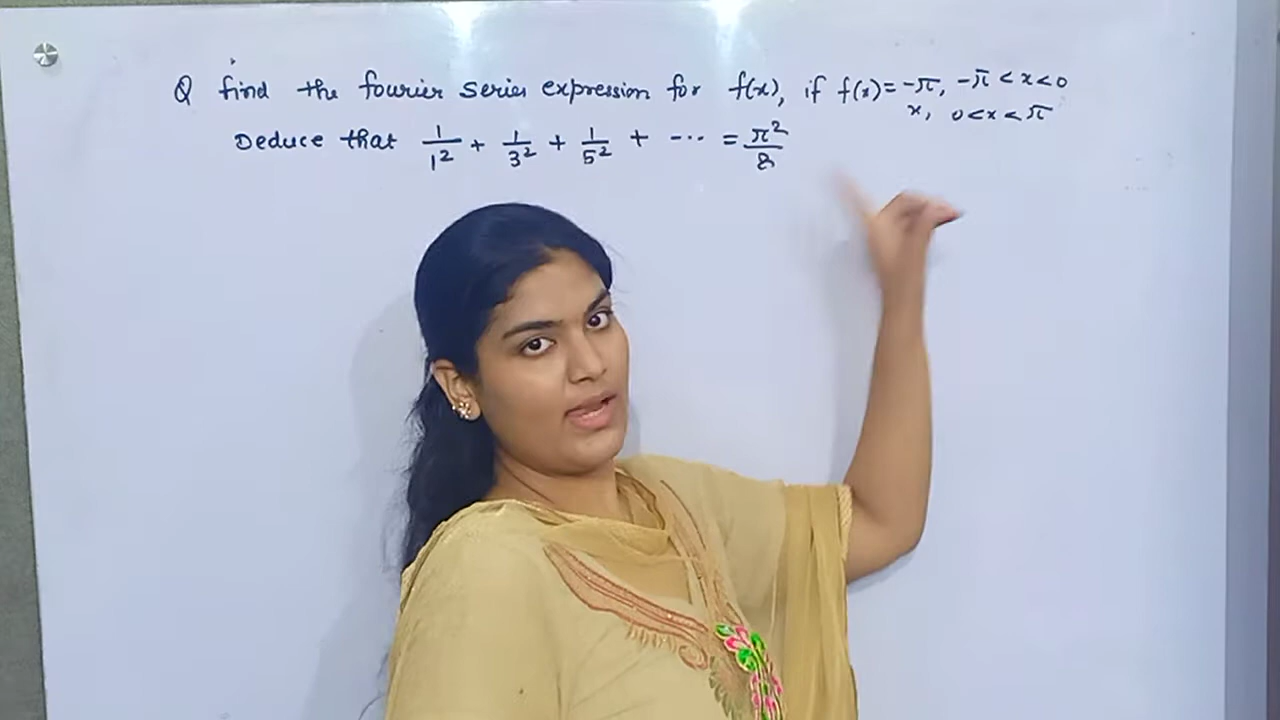 Q find the fourier series expression for f(x), if f(x) = -π, -π < x < 0
x, 0 < x < π
Deduce that 1/1² + 1/3² + 1/5² + --- = π²/8